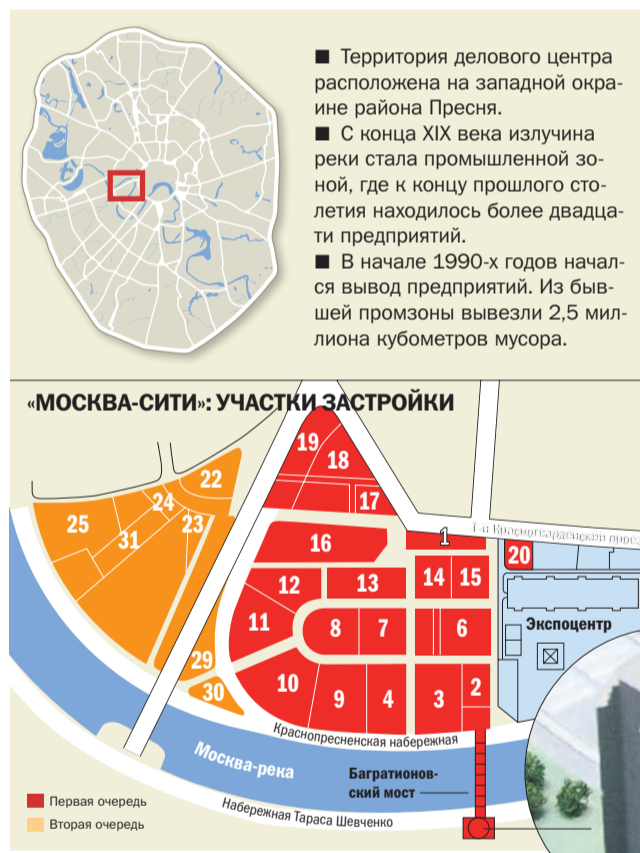 ■ Территория делового центра
расположена на западной окра-
ине района Пресня.
■ С конца XIX века излучина
реки стала промышленной зо-
ной, где к концу прошлого сто-
летия находилось более двадца-
ти предприятий.
■ В начале 1990-х годов начал-
ся вывод предприятий. Из быв-
шей промзоны вывезли 2,5 мил-
лиона кубометров мусора.
«МОСКВА-СИТИ»: УЧАСТКИ ЗАСТРОЙКИ
19
18
22
17
24
25
23
31
16
1
1-й Красногвардейский проезд
20
12
13
14
15
11
8
7
6
Экспоцентр
29
30
10
9
4
3
2
Краснопресненская набережная
Москва-река
Багратионов-
ский мост
Набережная Тараса Шевченко
Первая очередь
Вторая очередь